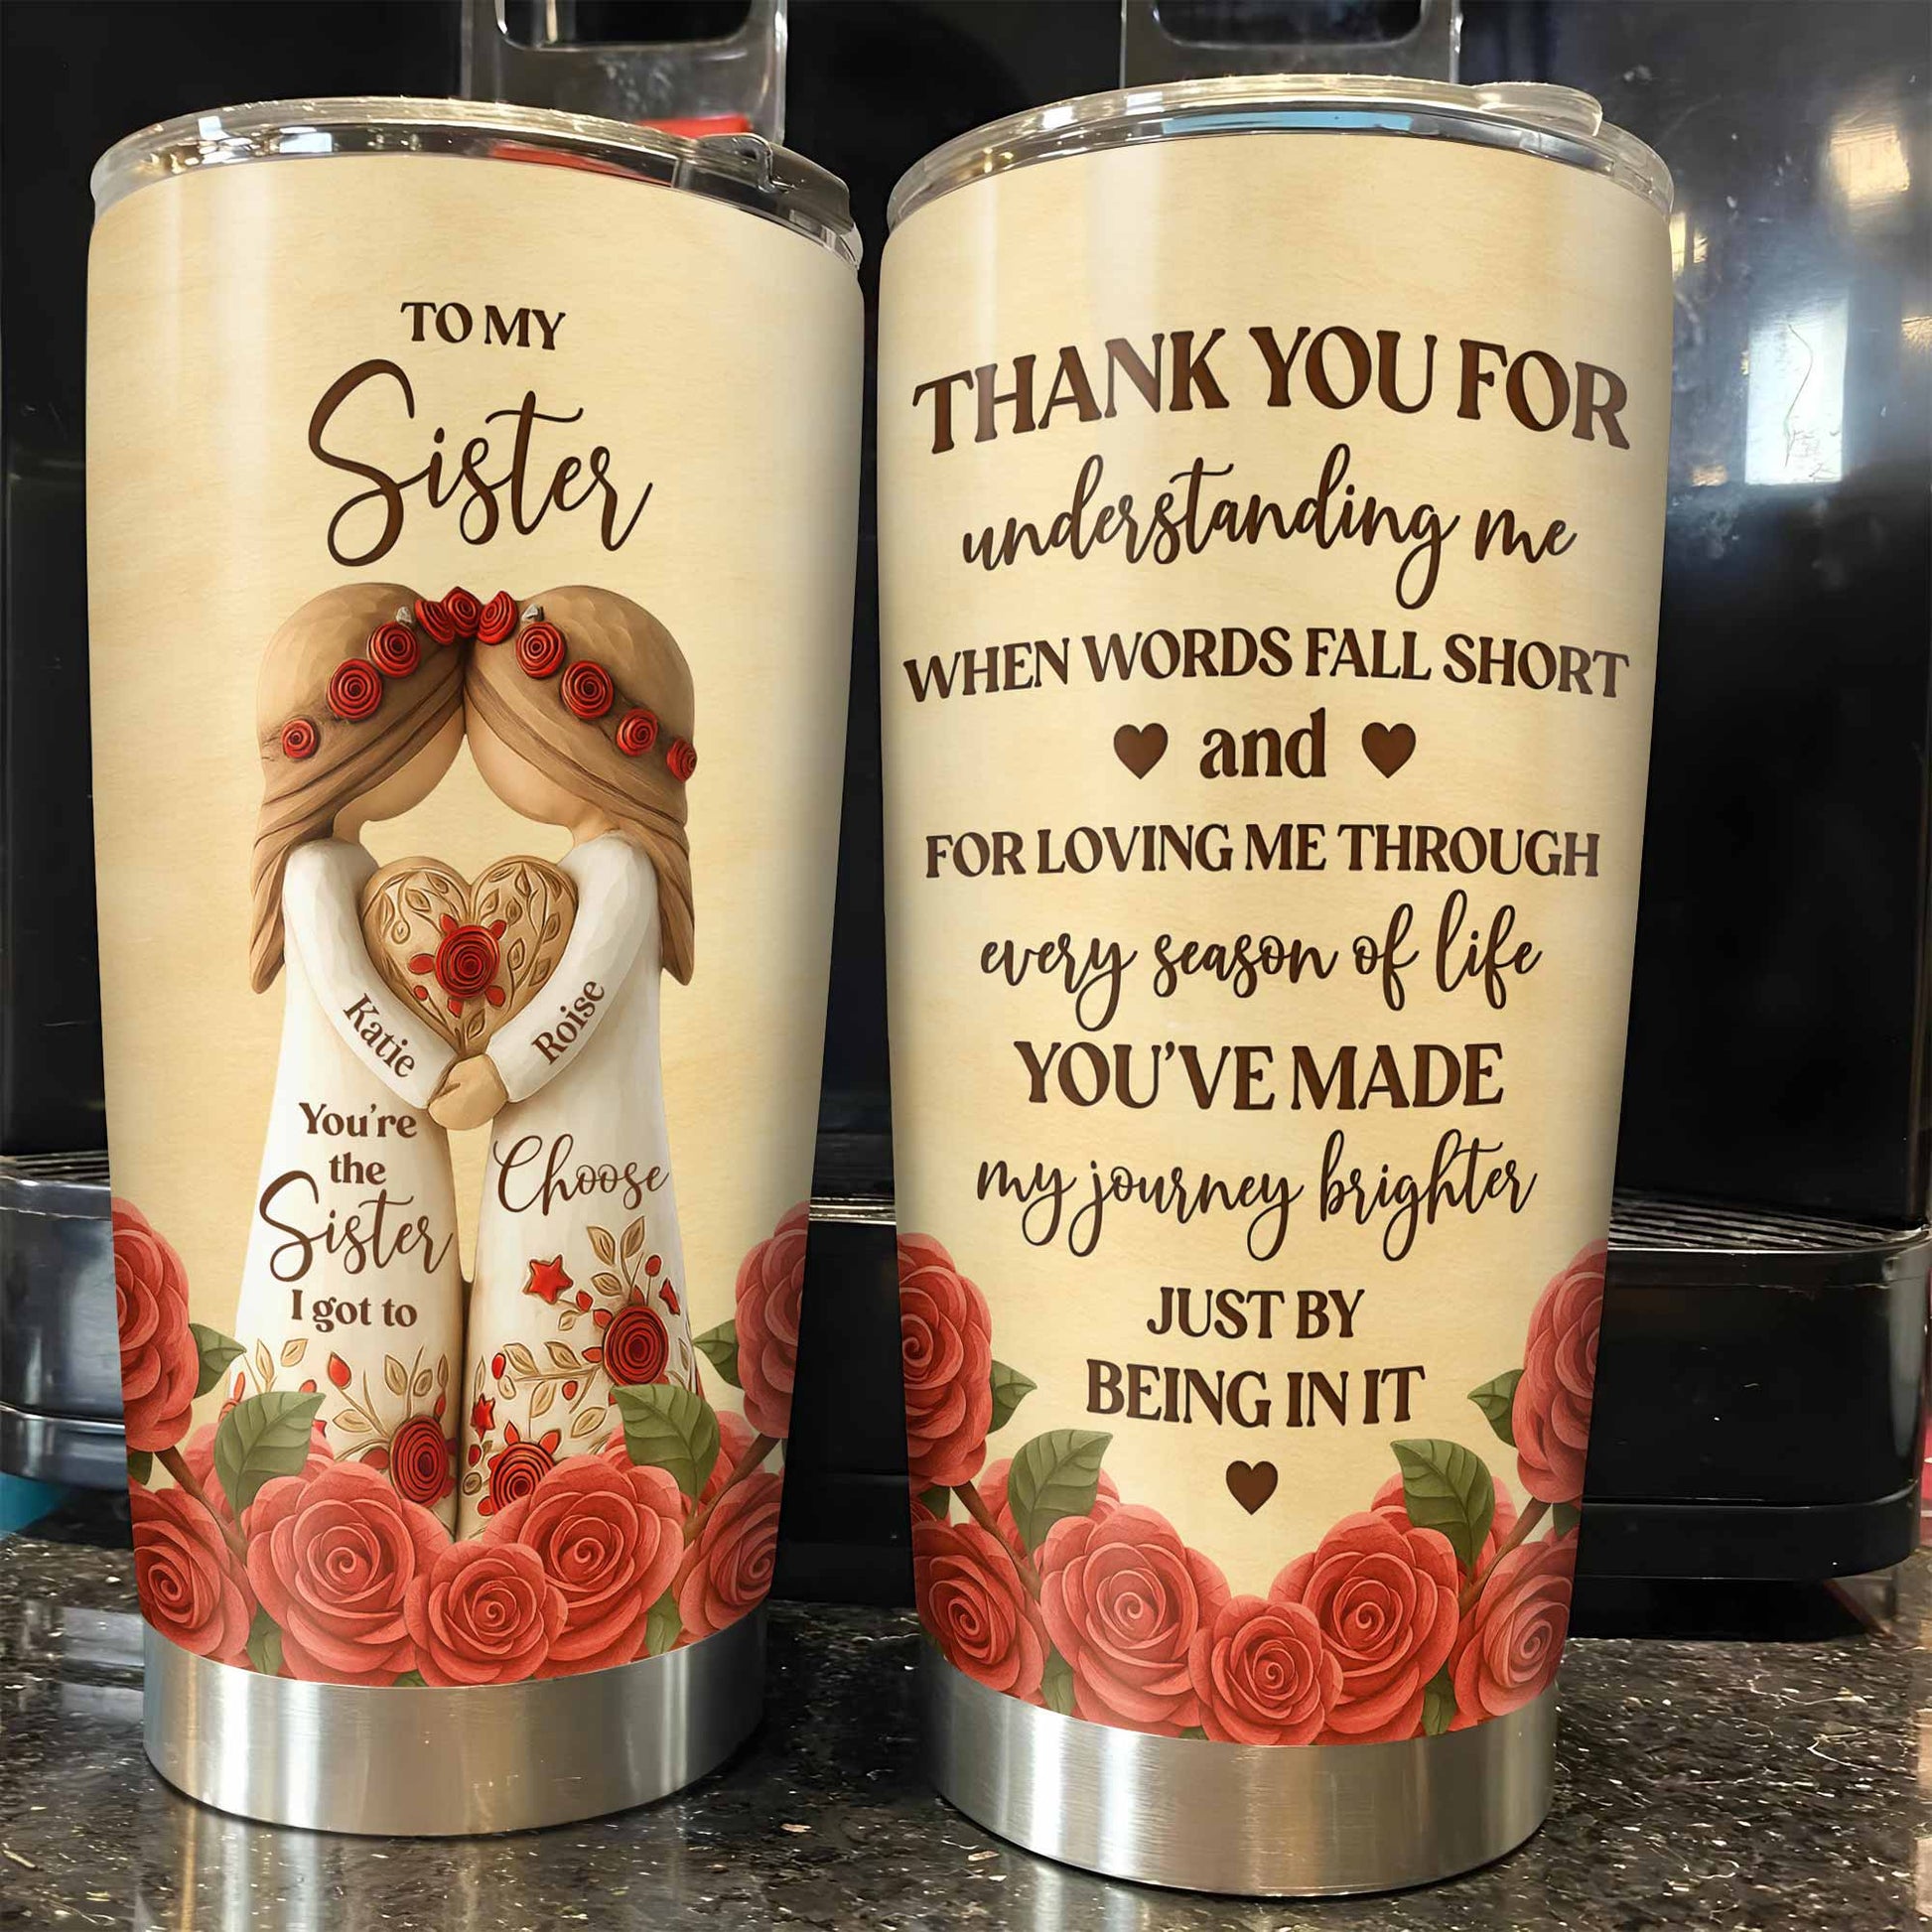 TO MY
Sister
Katie
Roise
You're
the
Sister
I got to
Choose
THANK YOU FOR
understanding me
WHEN WORDS FALL SHORT
and
FOR LOVING ME THROUGH
every season of life
YOU'VE MADE
my journey brighter
JUST BY
BEING IN IT